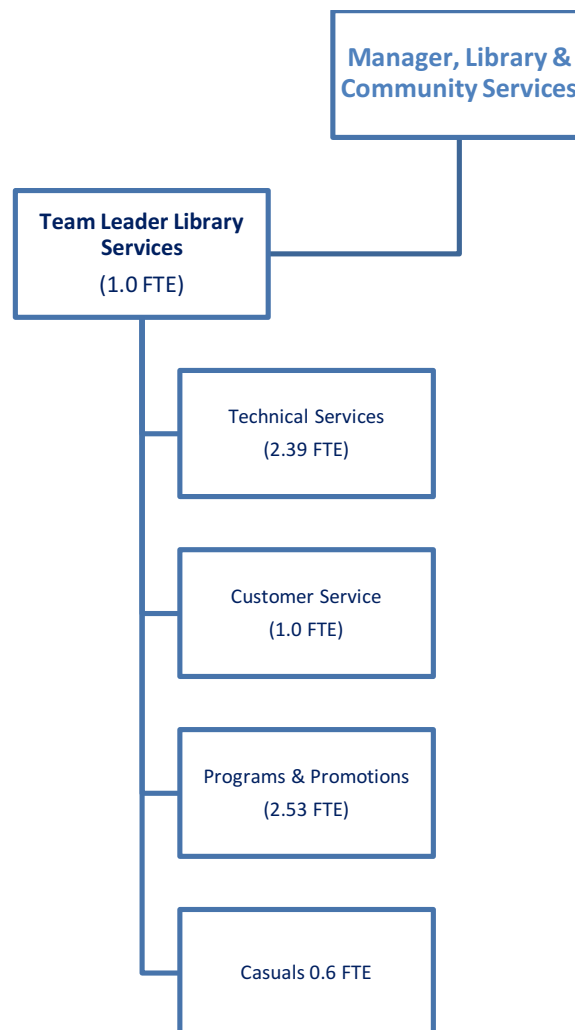 Manager, Library &
Community Services
Team Leader Library
Services
(1.0 FTE)
Technical Services
(2.39 FTE)
Customer Service
(1.0 FTE)
Programs & Promotions
(2.53 FTE)
Casuals 0.6 FTE